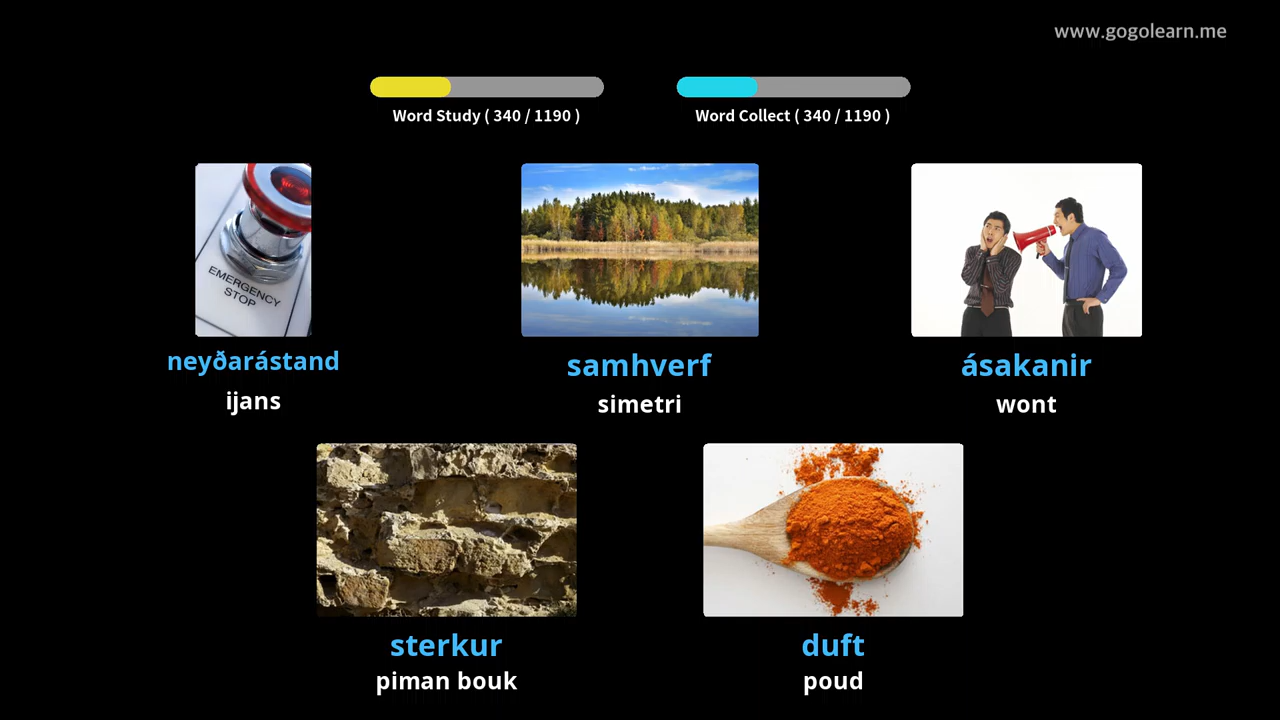 www.gogolearn.me
Word Study ( 340 / 1190 )
Word Collect ( 340 / 1190 )
EMERGENCY
STOP
neyðarástand
ijans
samhverf
simetri
ásakanir
wont
sterkur
piman bouk
duft
poud